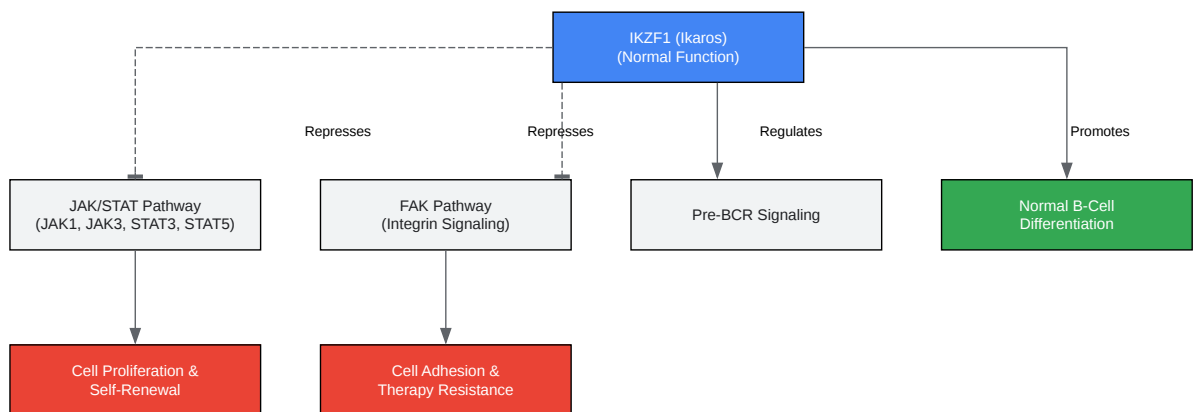 IKZF1 (Ikaros)
(Normal Function)
Represses
Represses
Regulates
Promotes
JAK/STAT Pathway
(JAK1, JAK3, STAT3, STAT5)
FAK Pathway
(Integrin Signaling)
Pre-BCR Signaling
Normal B-Cell
Differentiation
Cell Proliferation &
Self-Renewal
Cell Adhesion &
Therapy Resistance